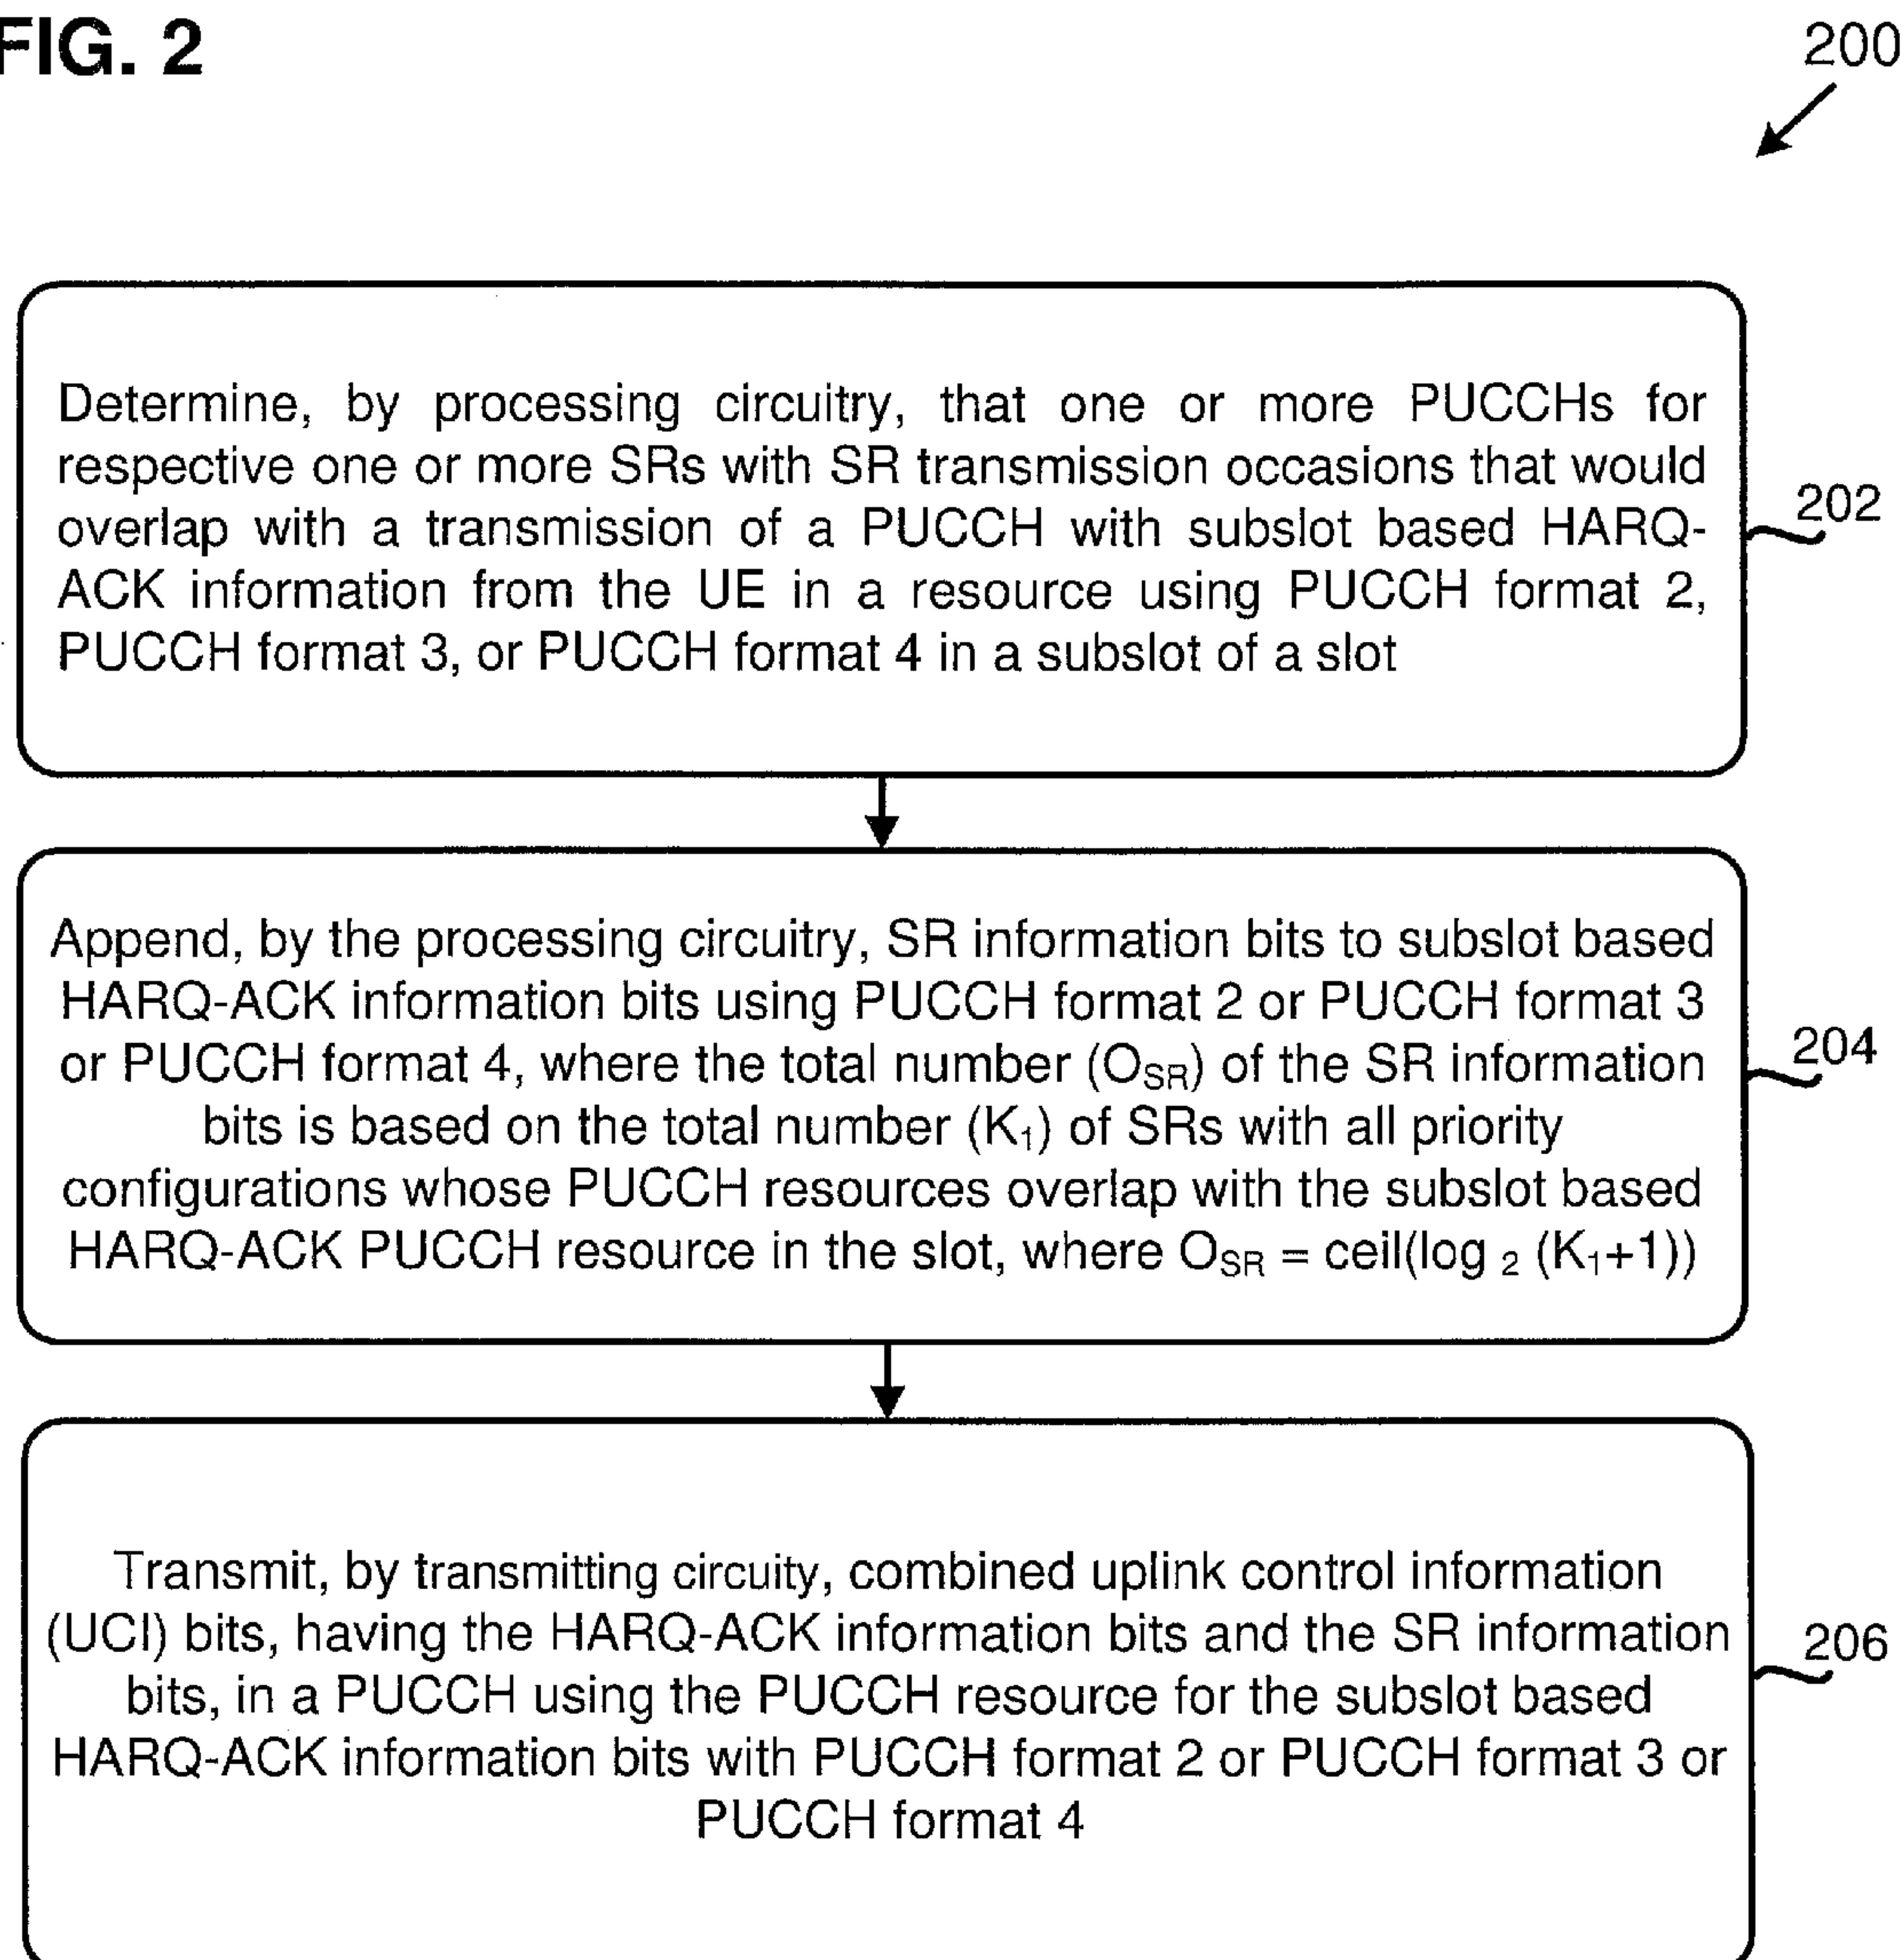 FIG. 2
200
Determine, by processing circuitry, that one or more PUCCHs for
respective one or more SRs with SR transmission occasions that would
overlap with a transmission of a PUCCH with subslot based HARQ-
ACK information from the UE in a resource using PUCCH format 2,
PUCCH format 3, or PUCCH format 4 in a subslot of a slot
202
Append, by the processing circuitry, SR information bits to subslot based
HARQ-ACK information bits using PUCCH format 2 or PUCCH format 3
or PUCCH format 4, where the total number (O_SR) of the SR information
bits is based on the total number (K₁) of SRs with all priority
configurations whose PUCCH resources overlap with the subslot based
HARQ-ACK PUCCH resource in the slot, where O_SR = ceil(log ₂ (K₁+1))
204
Transmit, by transmitting circuity, combined uplink control information
(UCI) bits, having the HARQ-ACK information bits and the SR information
bits, in a PUCCH using the PUCCH resource for the subslot based
HARQ-ACK information bits with PUCCH format 2 or PUCCH format 3 or
PUCCH format 4
206